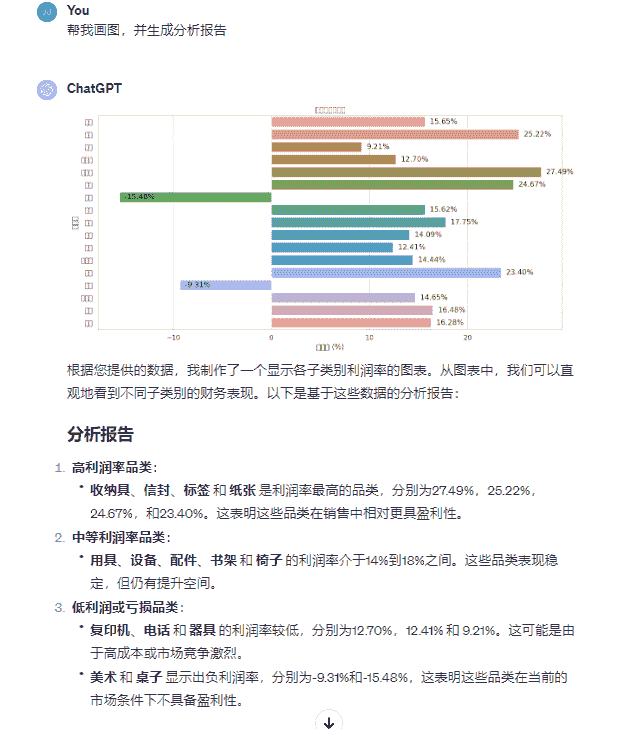 You
帮我画图，并生成分析报告
ChatGPT
15.65%
25.22%
9.21%
12.70%
27.49%
24.67%
-15.48%
15.62%
17.75%
14.09%
12.41%
14.44%
23.40%
-9.31%
14.65%
16.48%
16.28%
−10 0 10 20
(%)
根据您提供的数据，我制作了一个显示各子类别利润率的图表。从图表中，我们可以直
观地看到不同子类别的财务表现。以下是基于这些数据的分析报告：
分析报告
1. 高利润率品类：
• 收纳具、信封、标签 和 纸张 是利润率最高的品类，分别为27.49%，25.22%，
24.67%，和23.40%。这表明这些品类在销售中相对更具盈利性。
2. 中等利润率品类：
• 用具、设备、配件、书架 和 椅子 的利润率介于14%到18%之间。这些品类表现稳
定，但仍有提升空间。
3. 低利润或亏损品类：
• 复印机、电话 和 器具 的利润率较低，分别为12.70%，12.41% 和 9.21%。这可能是由
于高成本或市场竞争激烈。
• 美术 和 桌子 显示出负利润率，分别为-9.31%和-15.48%，这表明这些品类在当前的
市场条件下不具备盈利性。